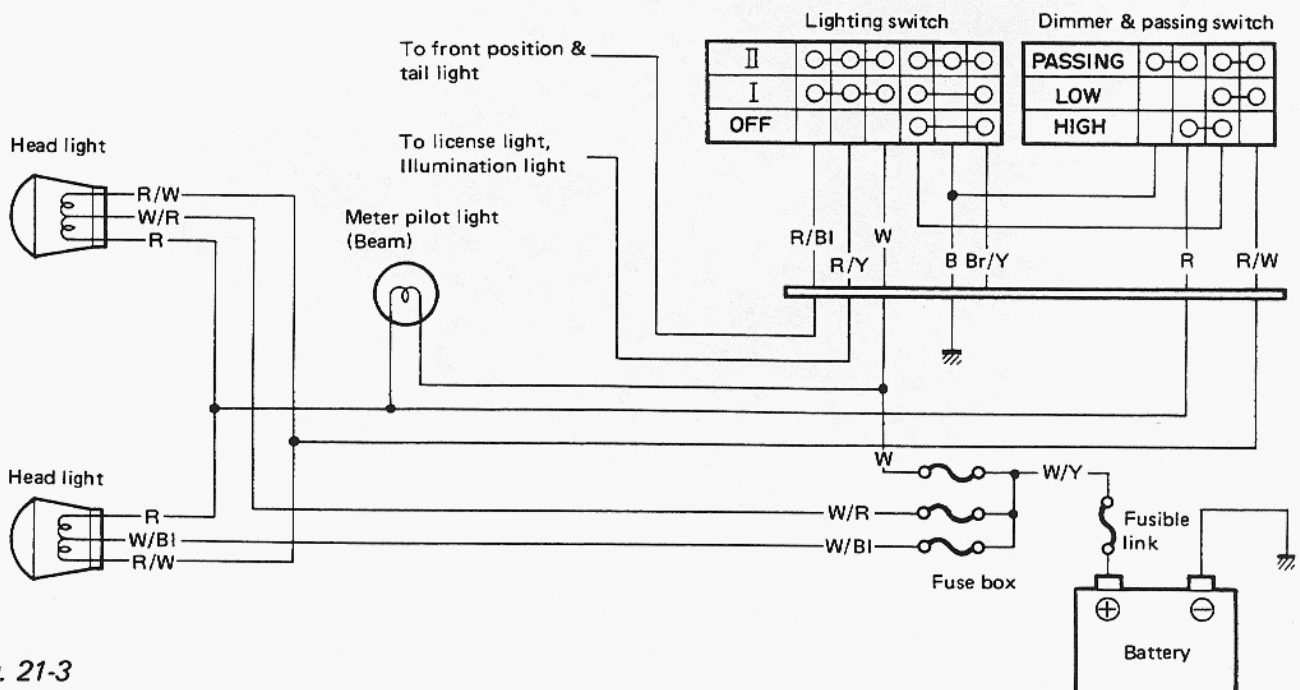 Lighting switch
Dimmer & passing switch
To front position &
tail light
II
I
OFF
PASSING
LOW
HIGH
To license light,
Illumination light
Head light
R/W
W/R
R
Meter pilot light
(Beam)
R/Bl
W
R/Y
B Br/Y
R
R/W
Head light
R
W/Bl
R/W
W
W/Y
W/R
W/Bl
Fusible
link
Fuse box
+
−
Battery
. 21-3